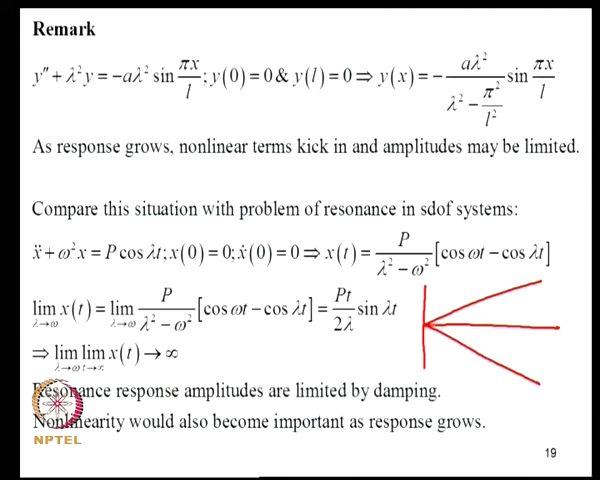 Remark
y″ + λ²y = −aλ² sin πx/l ; y(0) = 0 & y(l) = 0 ⇒ y(x) = − aλ²/(λ² − π²/l²) sin πx/l
As response grows, nonlinear terms kick in and amplitudes may be limited.
Compare this situation with problem of resonance in sdof systems:
ẍ + ω²x = P cos λt; x(0) = 0; ẋ(0) = 0 ⇒ x(t) = P/(λ² − ω²) [cos ωt − cos λt]
lim λ→ω x(t) = lim λ→ω P/(λ² − ω²) [cos ωt − cos λt] = Pt/2λ sin λt
⇒ lim λ→ω lim t→∞ x(t) → ∞
Resonance response amplitudes are limited by damping.
Nonlinearity would also become important as response grows.
NPTEL
19